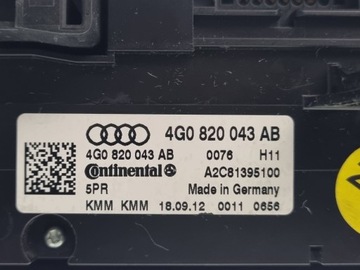 4G0 820 043 AB
4G0 820 043 AB 0076 H11
Continental A2C81395100
5PR Made in Germany
KMM KMM 18.09.12 0011 0656